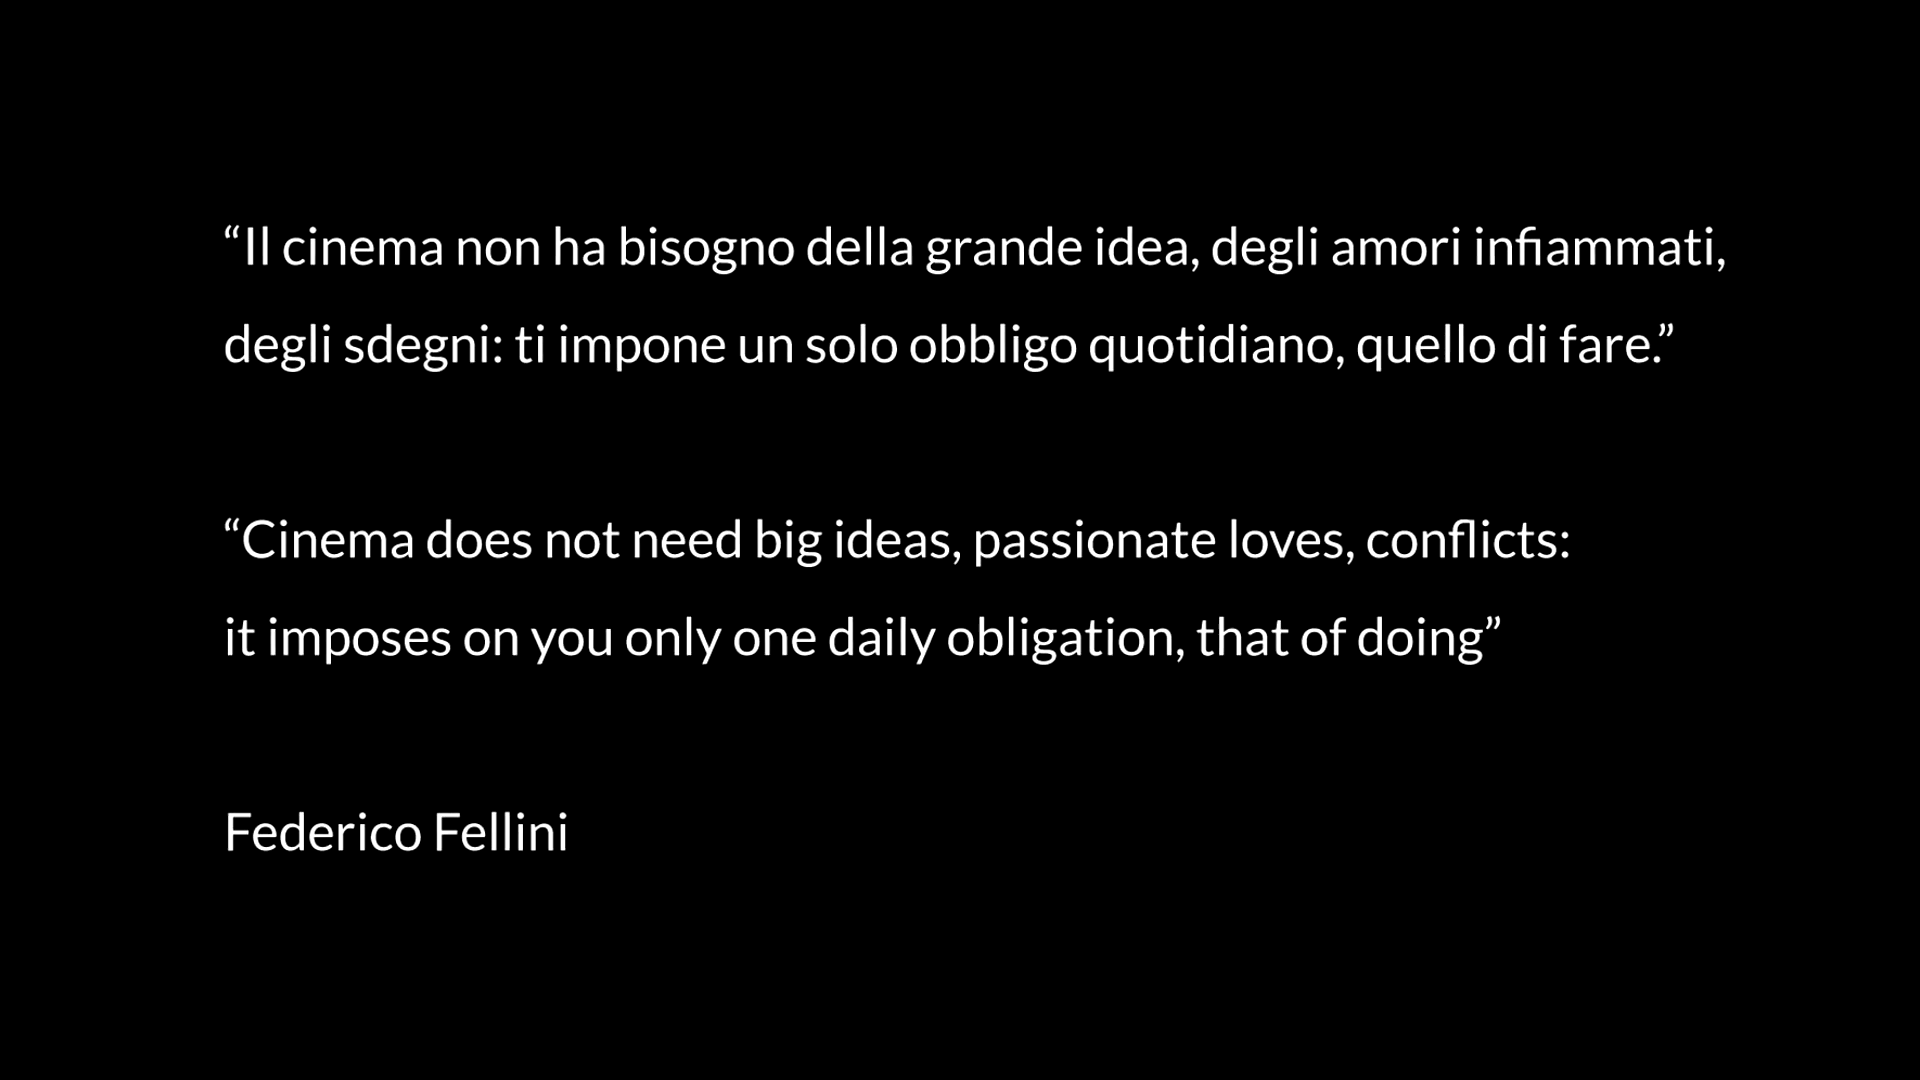 “Il cinema non ha bisogno della grande idea, degli amori infiammati,
degli sdegni: ti impone un solo obbligo quotidiano, quello di fare.”
“Cinema does not need big ideas, passionate loves, conflicts:
it imposes on you only one daily obligation, that of doing”
Federico Fellini